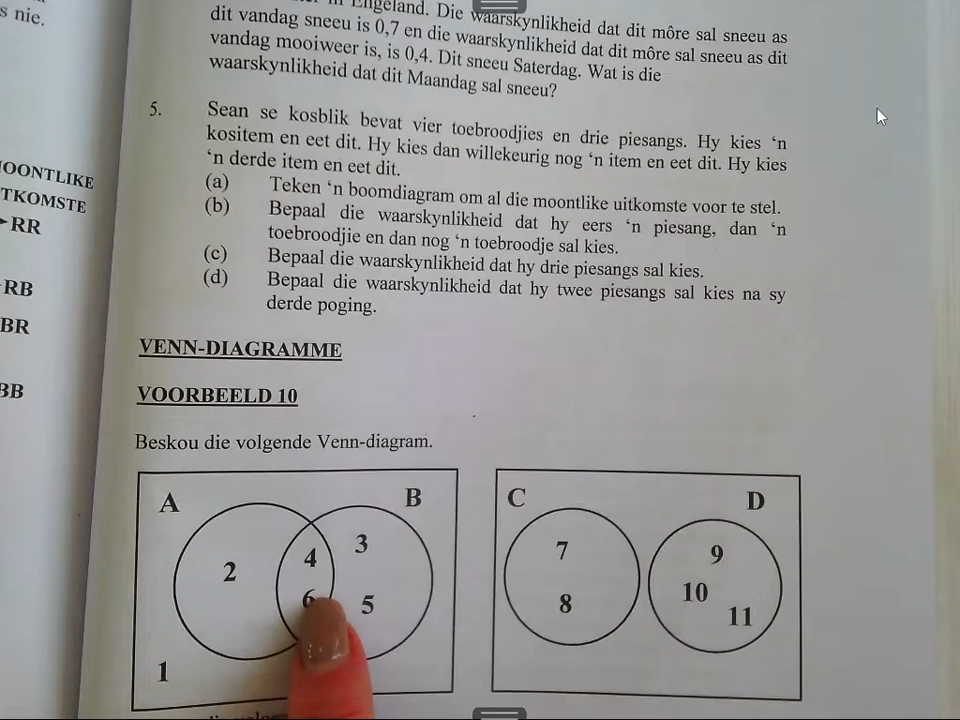 s nie.
in Engeland. Die waarskynlikheid dat dit môre sal sneeu as
dit vandag sneeu is 0,7 en die waarskynlikheid dat dit môre sal sneeu as dit
vandag mooiweer is, is 0,4. Dit sneeu Saterdag. Wat is die
waarskynlikheid dat dit Maandag sal sneeu?
5. Sean se kosblik bevat vier toebroodjies en drie piesangs. Hy kies ‘n
kositem en eet dit. Hy kies dan willekeurig nog ‘n item en eet dit. Hy kies
‘n derde item en eet dit.
(a) Teken ‘n boomdiagram om al die moontlike uitkomste voor te stel.
(b) Bepaal die waarskynlikheid dat hy eers ‘n piesang, dan ‘n
toebroodjie en dan nog ‘n toebroodje sal kies.
(c) Bepaal die waarskynlikheid dat hy drie piesangs sal kies.
(d) Bepaal die waarskynlikheid dat hy twee piesangs sal kies na sy
derde poging.
OONTLIKE
TKOMSTE
RR
RB
BR
BB
VENN-DIAGRAMME
VOORBEELD 10
Beskou die volgende Venn-diagram.
A B
2 4 3
6 5
1
C D
7 9
8 10
11